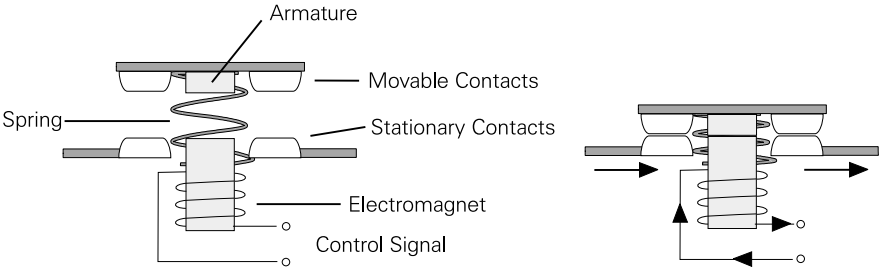 Armature
Movable Contacts
Spring
Stationary Contacts
Electromagnet
Control Signal